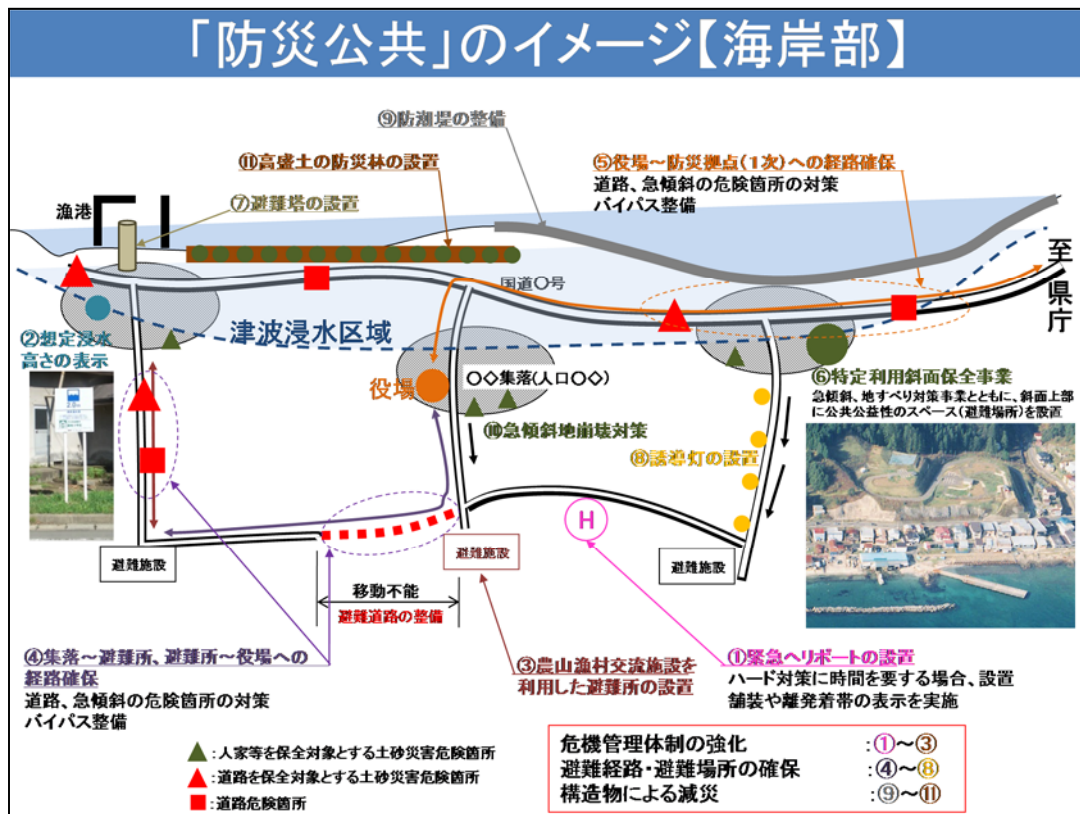 「防災公共」のイメージ【海岸部】
⑨防潮堤の整備
⑪高盛土の防災林の設置
⑤役場~防災拠点(1次)への経路確保
道路、急傾斜の危険箇所の対策
バイパス整備
漁港
⑦避難塔の設置
国道〇号
至県庁
津波浸水区域
②想定浸水
高さの表示
役場
〇◇集落(人口〇◇)
⑥特定利用斜面保全事業
急傾斜、地すべり対策事業とともに、斜面上部
に公共公益性のスペース(避難場所)を設置
⑩急傾斜地崩壊対策
⑧誘導灯の設置
H
避難施設
避難施設
避難施設
移動不能
避難道路の整備
④集落~避難所、避難所~役場への
経路確保
道路、急傾斜の危険箇所の対策
バイパス整備
③農山漁村交流施設を
利用した避難所の設置
①緊急ヘリポートの設置
ハード対策に時間を要する場合、設置
舗装や離発着帯の表示を実施
▲:人家等を保全対象とする土砂災害危険箇所
▲:道路を保全対象とする土砂災害危険箇所
■:道路危険箇所
危機管理体制の強化 :①~③
避難経路・避難場所の確保 :④~⑧
構造物による減災 :⑨~⑪